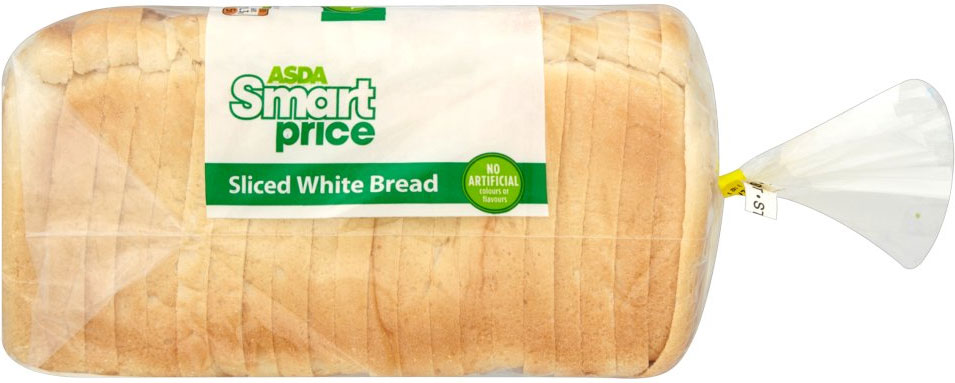 ASDA
Smart
price
Sliced White Bread
NO
ARTIFICIAL
colours or
flavours